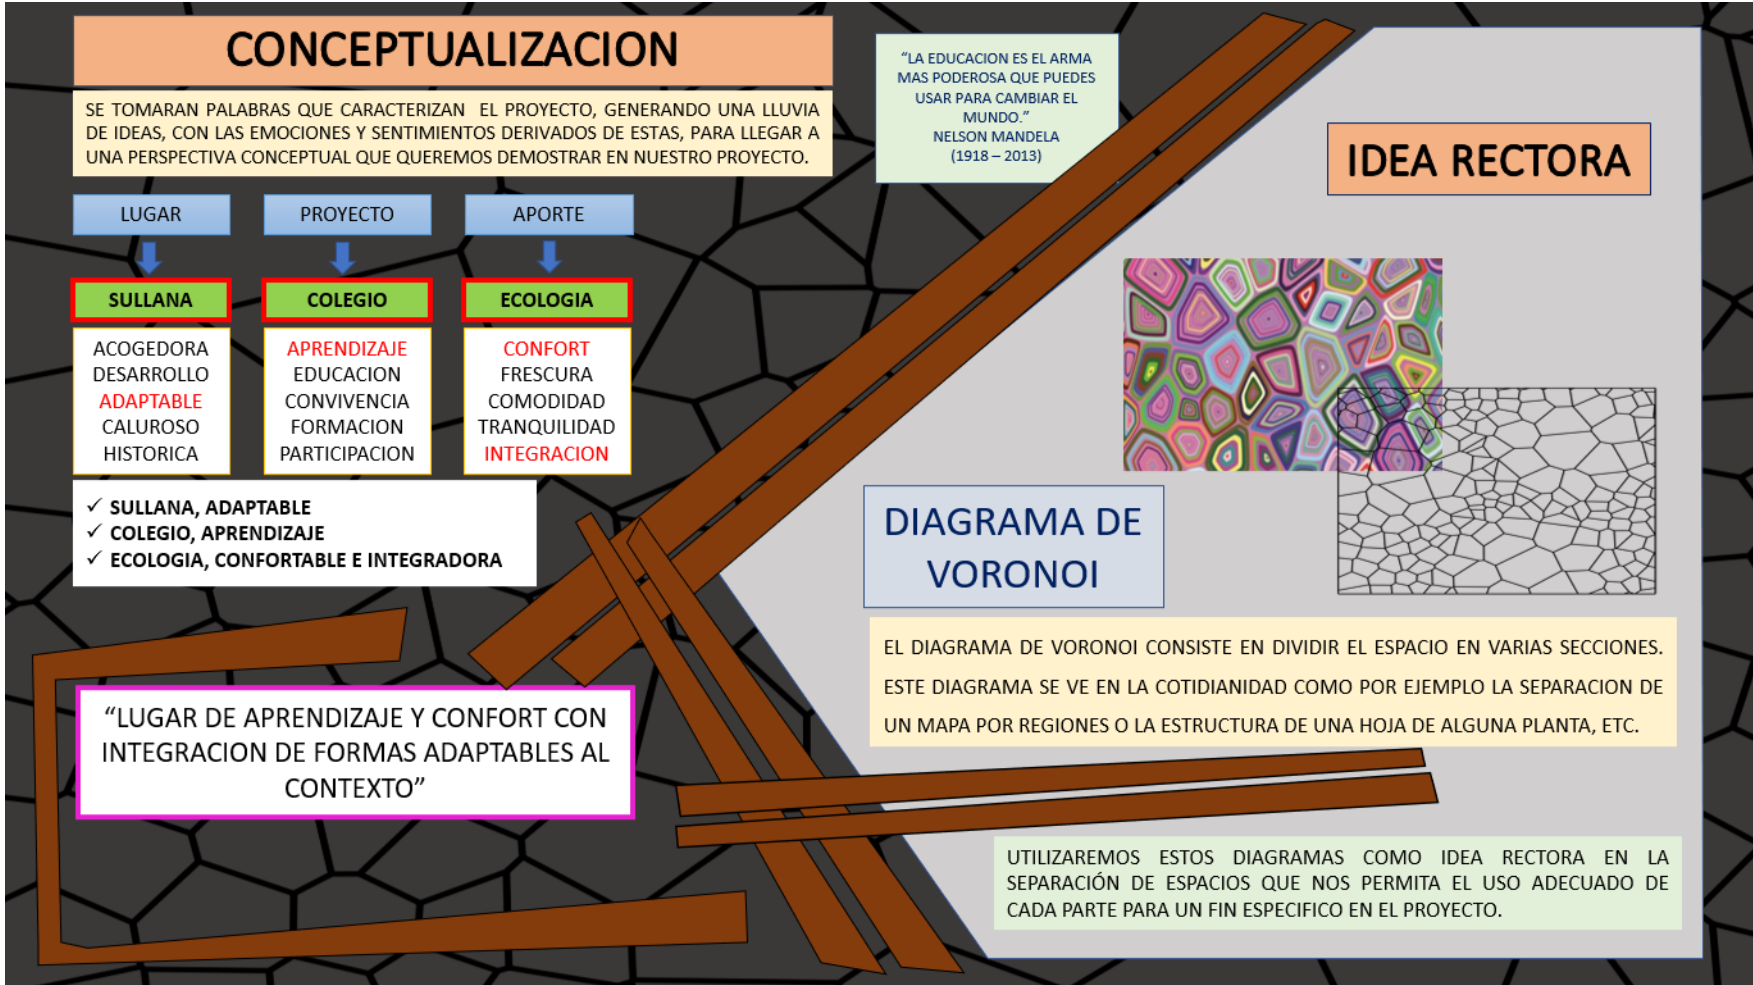 CONCEPTUALIZACION
SE TOMARAN PALABRAS QUE CARACTERIZAN EL PROYECTO, GENERANDO UNA LLUVIA
DE IDEAS, CON LAS EMOCIONES Y SENTIMIENTOS DERIVADOS DE ESTAS, PARA LLEGAR A
UNA PERSPECTIVA CONCEPTUAL QUE QUEREMOS DEMOSTRAR EN NUESTRO PROYECTO.
LUGAR
SULLANA
ACOGEDORA
DESARROLLO
ADAPTABLE
CALUROSO
HISTORICA
PROYECTO
COLEGIO
APRENDIZAJE
EDUCACION
CONVIVENCIA
FORMACION
PARTICIPACION
APORTE
ECOLOGIA
CONFORT
FRESCURA
COMODIDAD
TRANQUILIDAD
INTEGRACION
✓ SULLANA, ADAPTABLE
✓ COLEGIO, APRENDIZAJE
✓ ECOLOGIA, CONFORTABLE E INTEGRADORA
“LUGAR DE APRENDIZAJE Y CONFORT CON
INTEGRACION DE FORMAS ADAPTABLES AL
CONTEXTO”
“LA EDUCACION ES EL ARMA
MAS PODEROSA QUE PUEDES
USAR PARA CAMBIAR EL
MUNDO.”
NELSON MANDELA
(1918 – 2013)
IDEA RECTORA
DIAGRAMA DE
VORONOI
EL DIAGRAMA DE VORONOI CONSISTE EN DIVIDIR EL ESPACIO EN VARIAS SECCIONES.
ESTE DIAGRAMA SE VE EN LA COTIDIANIDAD COMO POR EJEMPLO LA SEPARACION DE
UN MAPA POR REGIONES O LA ESTRUCTURA DE UNA HOJA DE ALGUNA PLANTA, ETC.
UTILIZAREMOS ESTOS DIAGRAMAS COMO IDEA RECTORA EN LA
SEPARACIÓN DE ESPACIOS QUE NOS PERMITA EL USO ADECUADO DE
CADA PARTE PARA UN FIN ESPECIFICO EN EL PROYECTO.